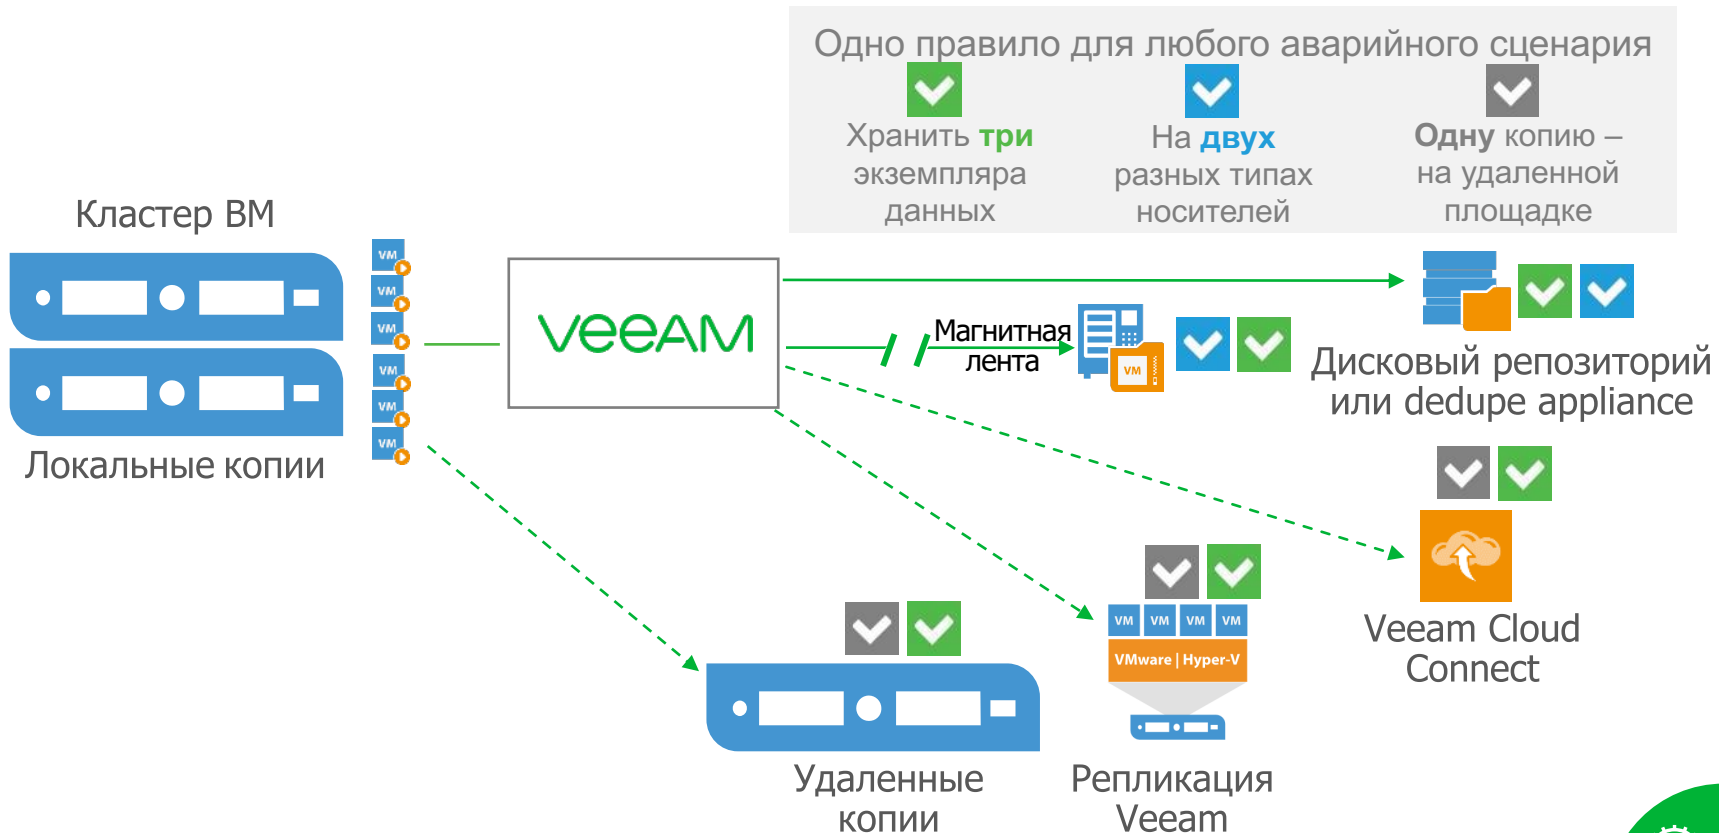 Одно правило для любого аварийного сценария
Хранить три
экземпляра
данных
На двух
разных типах
носителей
Одну копию –
на удаленной
площадке
Кластер ВМ
VM
VM
VM
VM
VM
VM
Локальные копии
veeAM
Магнитная
лента
VM
Дисковый репозиторий
или dedupe appliance
Veeam Cloud
Connect
VM VM VM VM
VMware | Hyper-V
Удаленные
копии
Репликация
Veeam